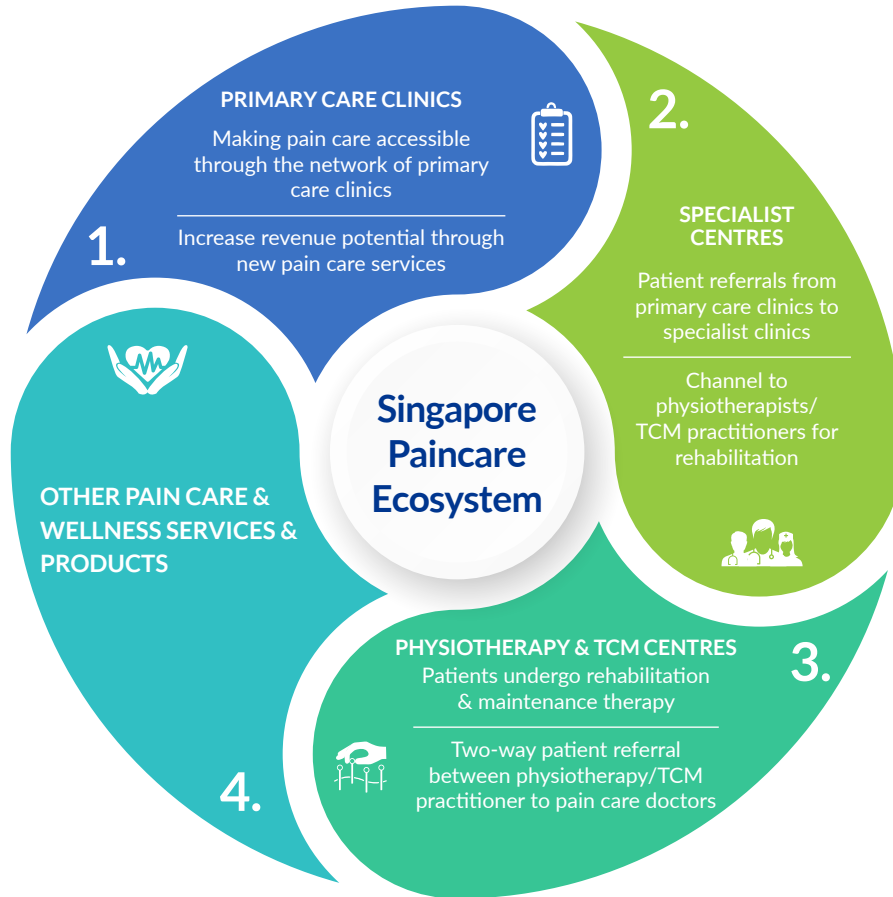 1.
PRIMARY CARE CLINICS
Making pain care accessible
through the network of primary
care clinics
Increase revenue potential through
new pain care services
2.
SPECIALIST
CENTRES
Patient referrals from
primary care clinics to
specialist clinics
Channel to
physiotherapists/
TCM practitioners for
rehabilitation
Singapore
Paincare
Ecosystem
3.
PHYSIOTHERAPY & TCM CENTRES
Patients undergo rehabilitation
& maintenance therapy
Two-way patient referral
between physiotherapy/TCM
practitioner to pain care doctors
4.
OTHER PAIN CARE &
WELLNESS SERVICES &
PRODUCTS